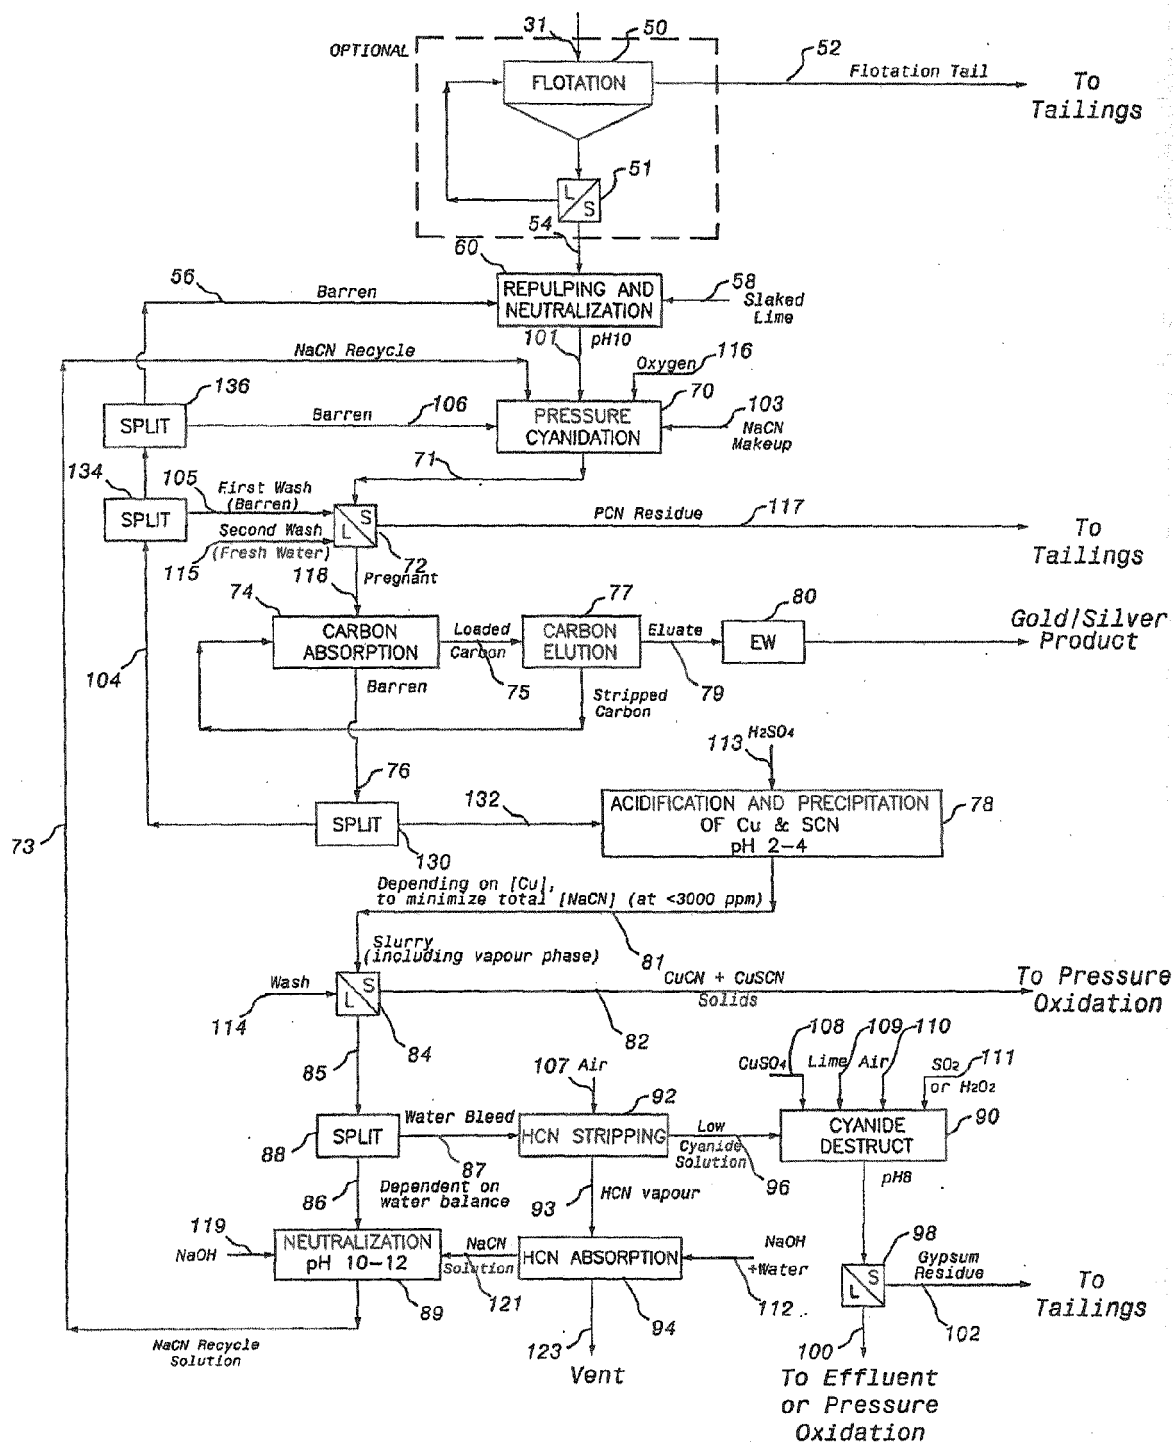 31
50
OPTIONAL
52
Flotation Tail
To
Tailings
FLOTATION
51
L
S
54
60
56
Barren
REPULPING AND
NEUTRALIZATION
58
Slaked
Lime
101
pH10
NaCN Recycle
Oxygen
116
136
SPLIT
Barren
106
PRESSURE
CYANIDATION
70
103
NaCN
Makeup
71
134
105
First Wash
(Barren)
SPLIT
S
L
PCN Residue
117
To
Tailings
Second Wash
(Fresh Water)
115
72
118
Pregnant
74
77
80
CARBON
ABSORPTION
Loaded
Carbon
75
CARBON
ELUTION
Eluate
79
EW
Gold/Silver
Product
104
Barren
Stripped
Carbon
113
H2SO4
76
132
SPLIT
130
ACIDIFICATION AND PRECIPITATION
OF Cu & SCN
pH 2-4
78
73
Depending on [Cu],
to minimize total [NaCN] (at <3000 ppm)
Slurry
(including vapour phase)
81
Wash
114
S
L
84
CuCN + CuSCN
Solids
82
To Pressure
Oxidation
85
107
Air
108
109
110
CuSO4
Lime
Air
SO2
or H2O2
111
88
SPLIT
Water Bleed
87
92
HCN STRIPPING
Low
Cyanide
Solution
96
CYANIDE
DESTRUCT
90
86
Dependent on
water balance
93
HCN vapour
pH8
119
NaOH
NEUTRALIZATION
pH 10-12
89
NaCN
Solution
121
HCN ABSORPTION
94
NaOH
+Water
112
98
S
L
Gypsum
Residue
102
To
Tailings
NaCN Recycle
Solution
123
Vent
100
To Effluent
or Pressure
Oxidation